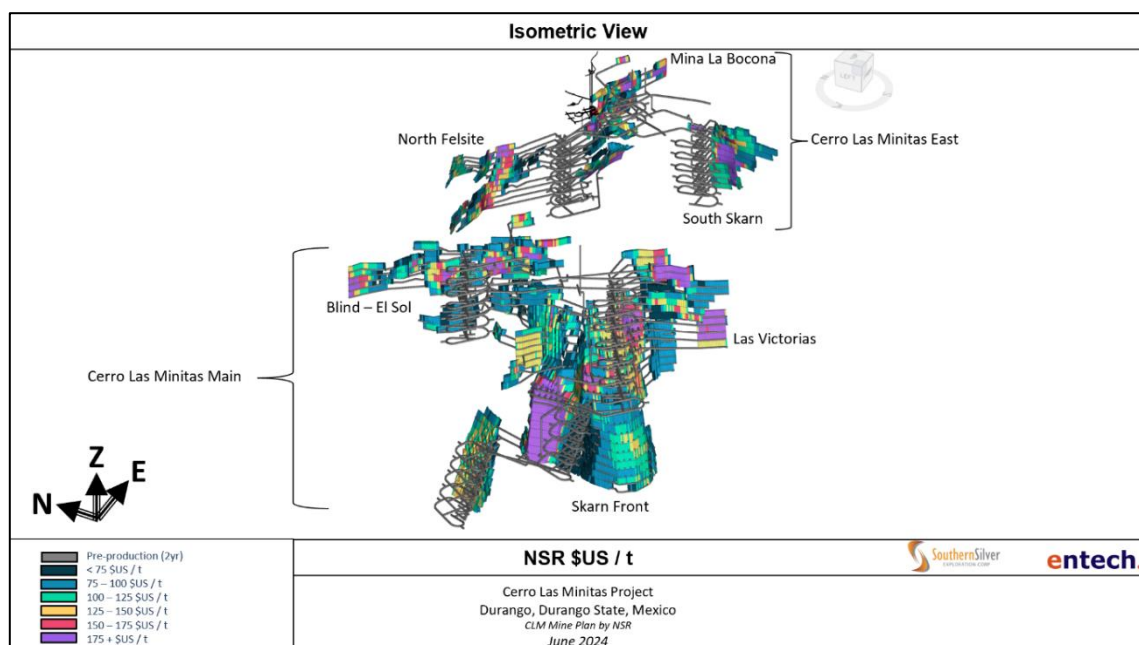 Isometric View
Mina La Bocona
North Felsite
Cerro Las Minitas East
South Skarn
Blind – El Sol
Las Victorias
Cerro Las Minitas Main
Skarn Front
Z
N
E
Pre-production (2yr)
< 75 $US / t
75 – 100 $US / t
100 – 125 $US / t
125 – 150 $US / t
150 – 175 $US / t
175 + $US / t
NSR $US / t
SouthernSilver
EXPLORATION CORP
entech.
Cerro Las Minitas Project
Durango, Durango State, Mexico
CLM Mine Plan by NSR
June 2024